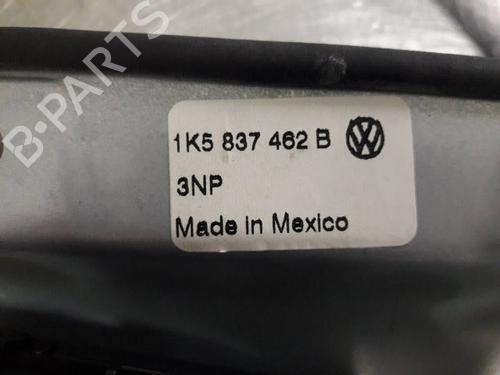 B-PARTS
1K5 837 462 B
3NP
Made in Mexico